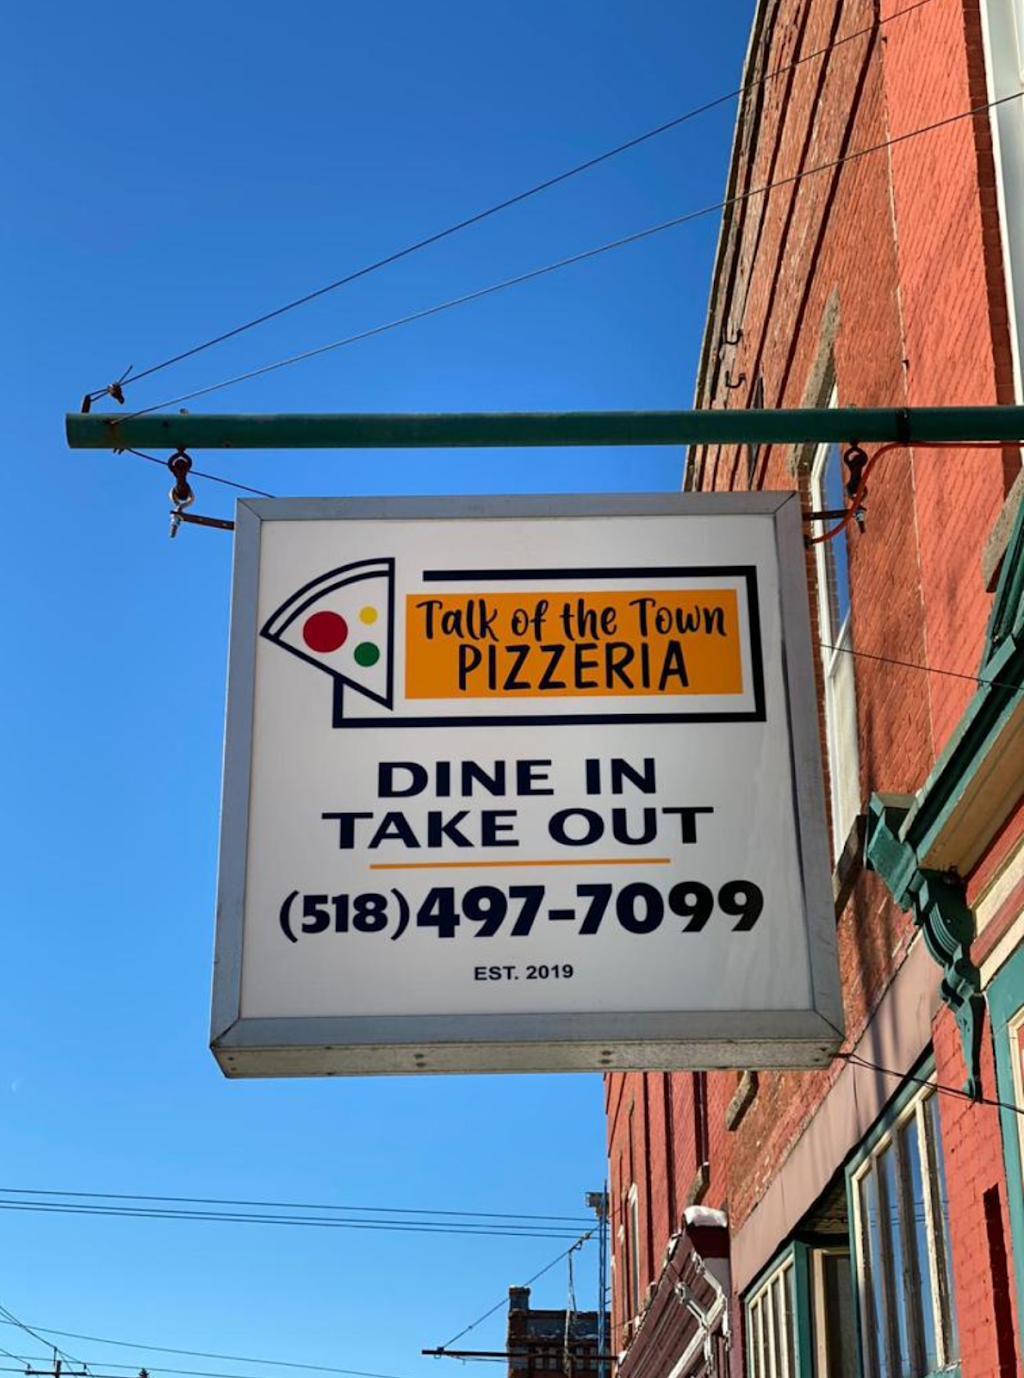 Talk of the Town
PIZZERIA
DINE IN
TAKE OUT
(518)497-7099
EST. 2019